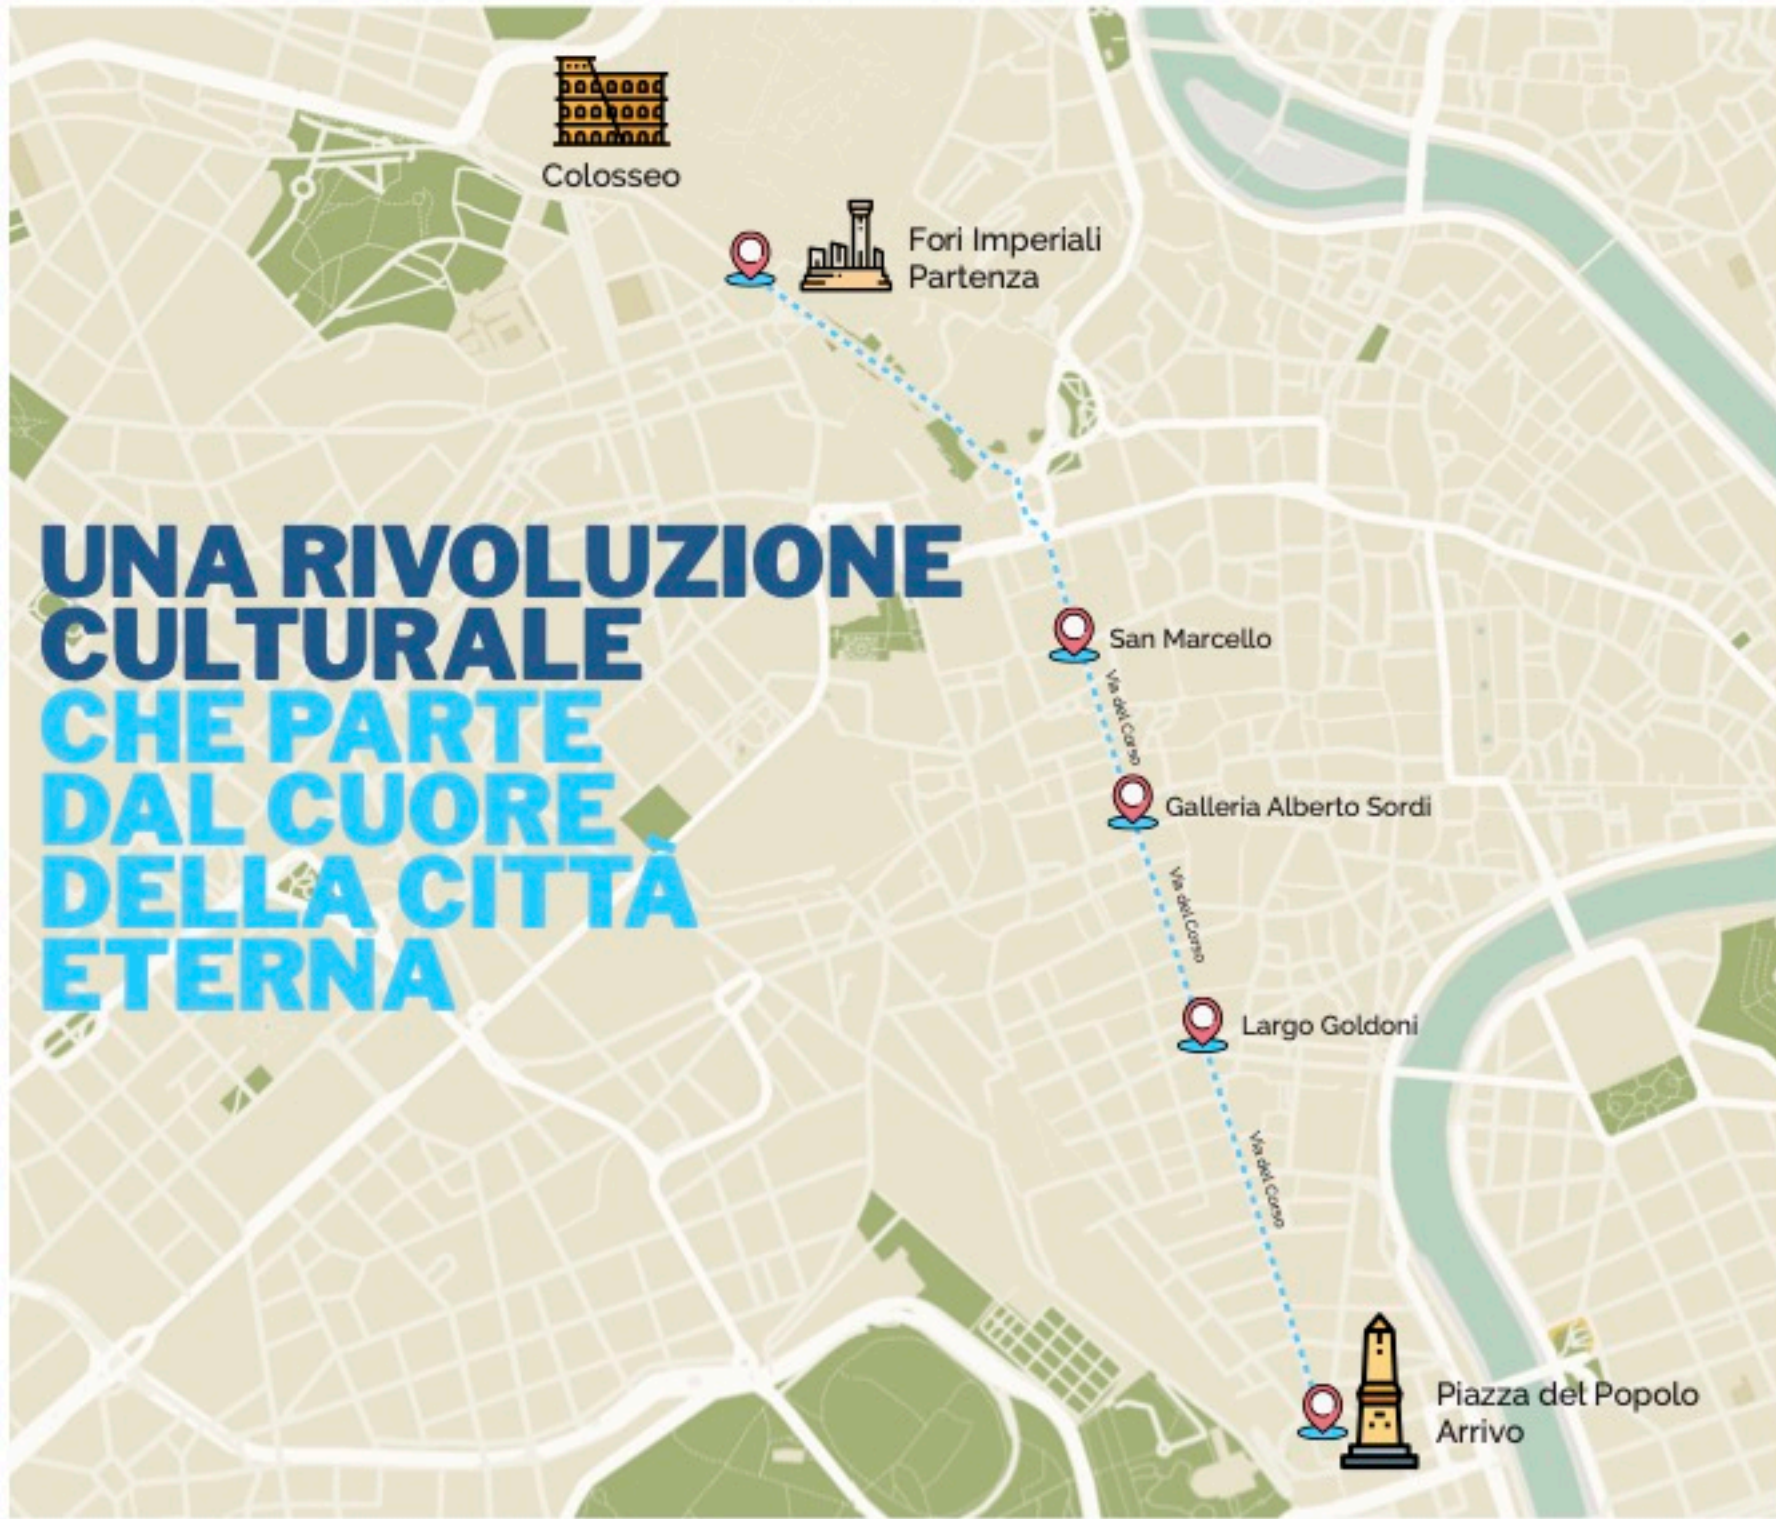 Colosseo
Fori Imperiali
Partenza
UNA RIVOLUZIONE
CULTURALE
CHE PARTE
DAL CUORE
DELLA CITTÀ
ETERNA
San Marcello
Via del Corso
Galleria Alberto Sordi
Via del Corso
Largo Goldoni
Via del Corso
Piazza del Popolo
Arrivo